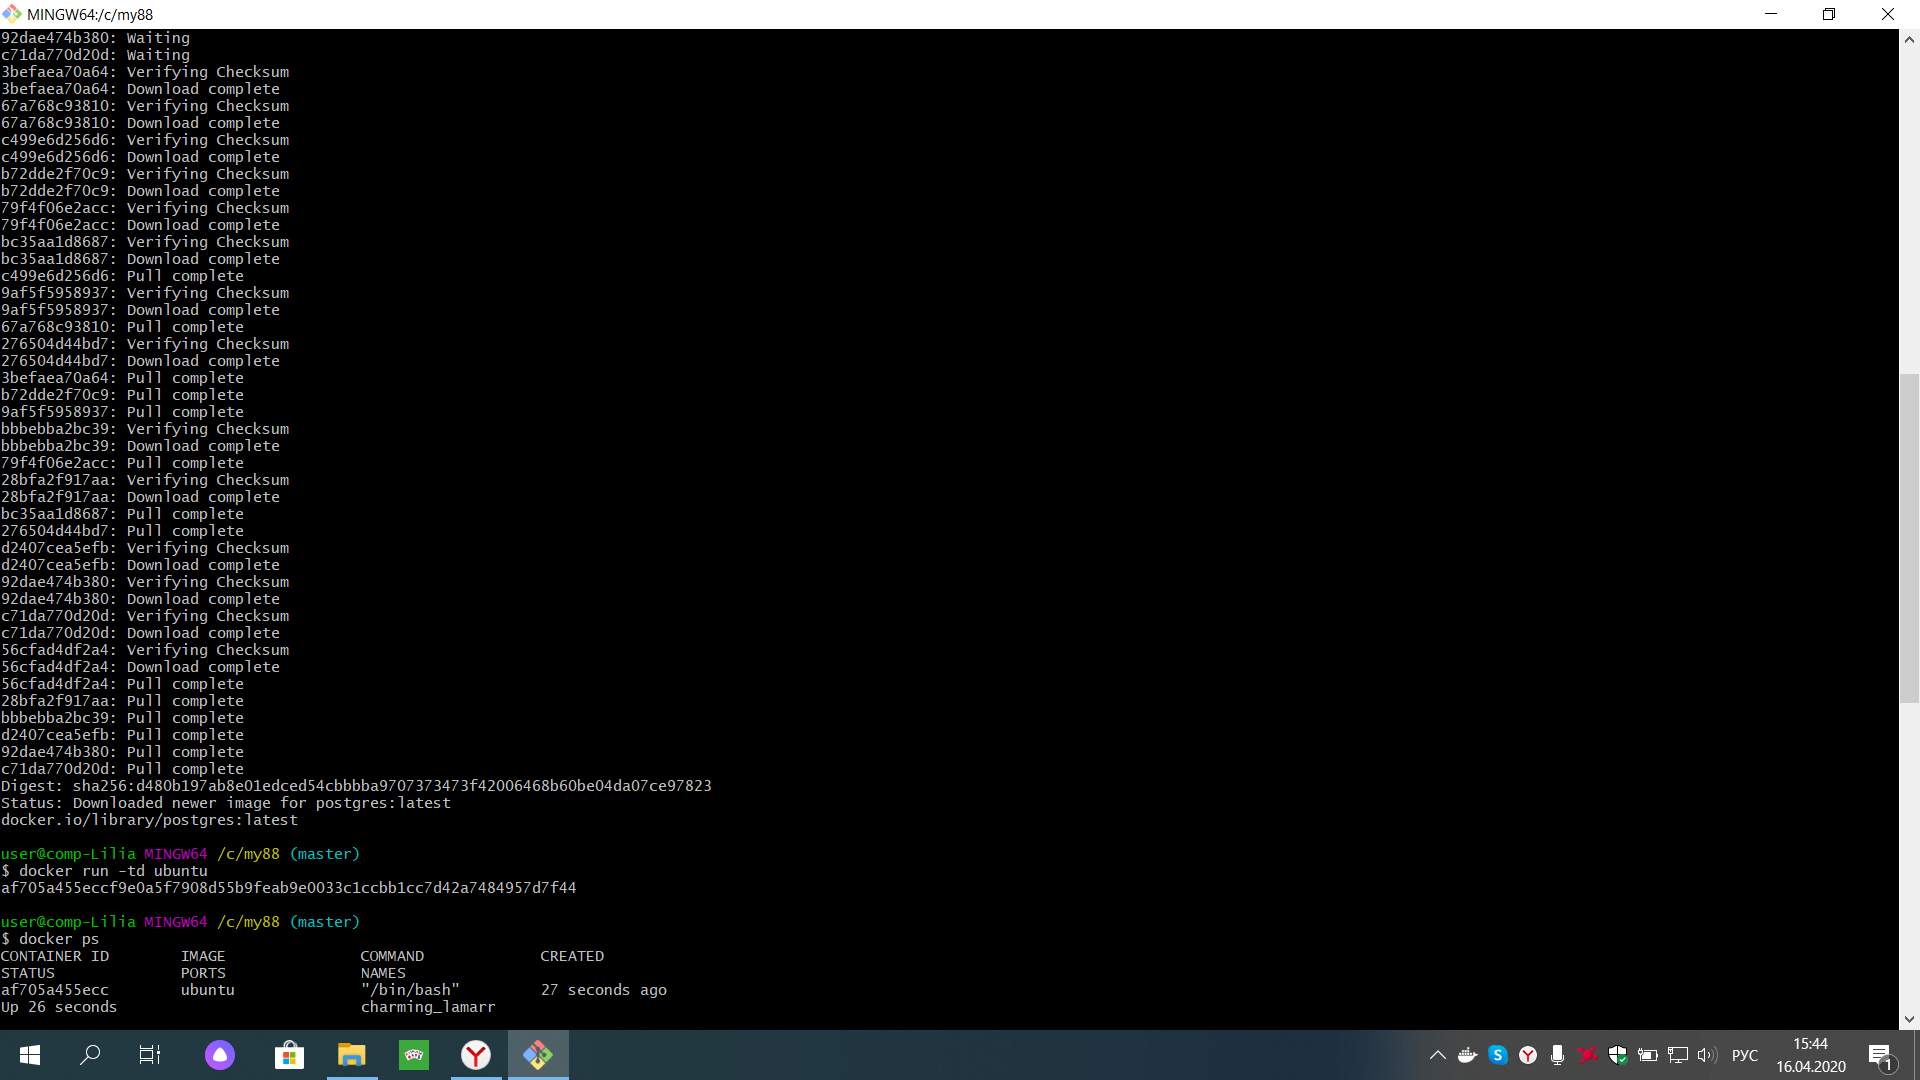 MINGW64:/c/my88
92dae474b380: Waiting
c71da770d20d: Waiting
3befaea70a64: Verifying Checksum
3befaea70a64: Download complete
67a768c93810: Verifying Checksum
67a768c93810: Download complete
c499e6d256d6: Verifying Checksum
c499e6d256d6: Download complete
b72dde2f70c9: Verifying Checksum
b72dde2f70c9: Download complete
79f4f06e2acc: Verifying Checksum
79f4f06e2acc: Download complete
bc35aa1d8687: Verifying Checksum
bc35aa1d8687: Download complete
c499e6d256d6: Pull complete
9af5f5958937: Verifying Checksum
9af5f5958937: Download complete
67a768c93810: Pull complete
276504d44bd7: Verifying Checksum
276504d44bd7: Download complete
3befaea70a64: Pull complete
b72dde2f70c9: Pull complete
9af5f5958937: Pull complete
bbbebba2bc39: Verifying Checksum
bbbebba2bc39: Download complete
79f4f06e2acc: Pull complete
28bfa2f917aa: Verifying Checksum
28bfa2f917aa: Download complete
bc35aa1d8687: Pull complete
276504d44bd7: Pull complete
d2407cea5efb: Verifying Checksum
d2407cea5efb: Download complete
92dae474b380: Verifying Checksum
92dae474b380: Download complete
c71da770d20d: Verifying Checksum
c71da770d20d: Download complete
56cfad4df2a4: Verifying Checksum
56cfad4df2a4: Download complete
56cfad4df2a4: Pull complete
28bfa2f917aa: Pull complete
bbbebba2bc39: Pull complete
d2407cea5efb: Pull complete
92dae474b380: Pull complete
c71da770d20d: Pull complete
Digest: sha256:d480b197ab8e01edced54cbbbba9707373473f42006468b60be04da07ce97823
Status: Downloaded newer image for postgres:latest
docker.io/library/postgres:latest
user@comp-Lilia MINGW64 /c/my88 (master)
$ docker run -td ubuntu
af705a455eccf9e0a5f7908d55b9feab9e0033c1ccbb1cc7d42a7484957d7f44
user@comp-Lilia MINGW64 /c/my88 (master)
$ docker ps
CONTAINER ID IMAGE COMMAND CREATED
STATUS PORTS NAMES
af705a455ecc ubuntu "/bin/bash" 27 seconds ago
Up 26 seconds charming_lamarr
РУС
15:44
16.04.2020
1